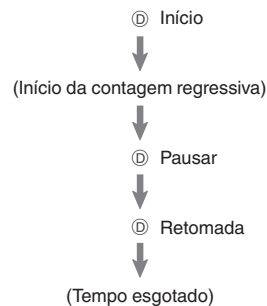 Ⓓ Início
(Início da contagem regressiva)
Ⓓ Pausar
Ⓓ Retomada
(Tempo esgotado)